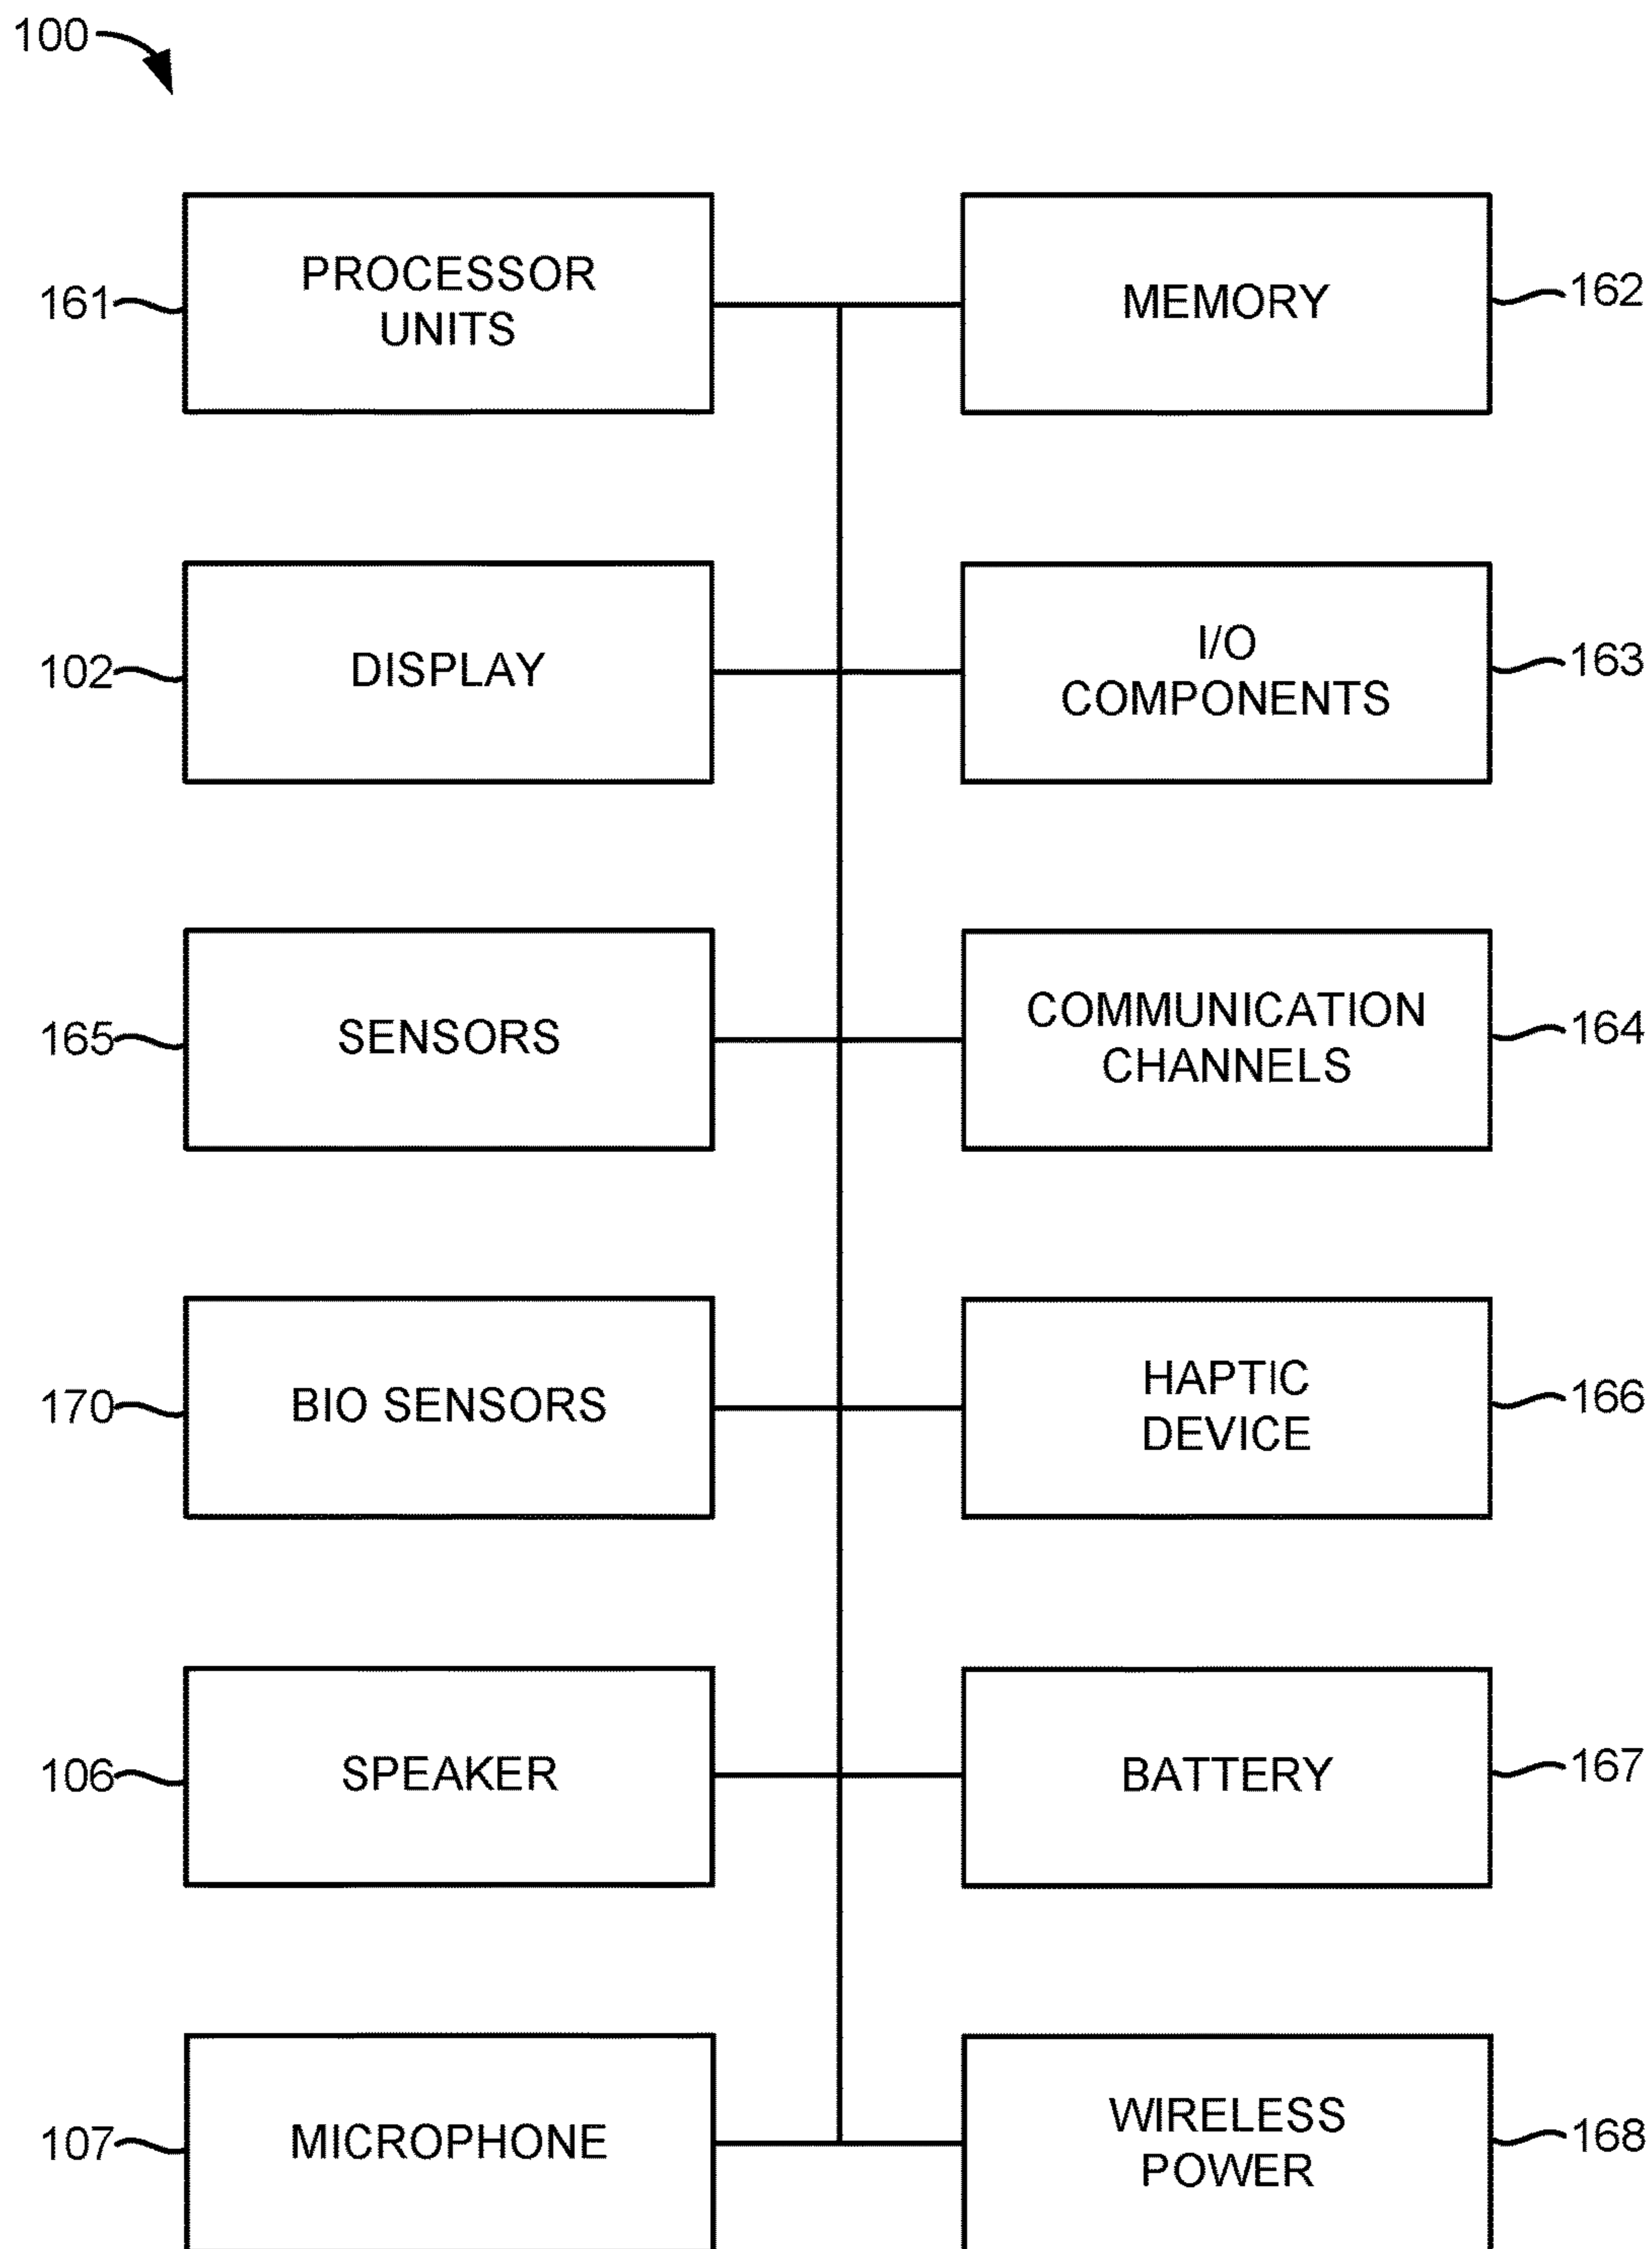 100
161
PROCESSOR
UNITS
MEMORY
162
102
DISPLAY
I/O
COMPONENTS
163
165
SENSORS
COMMUNICATION
CHANNELS
164
170
BIO SENSORS
HAPTIC
DEVICE
166
106
SPEAKER
BATTERY
167
107
MICROPHONE
WIRELESS
POWER
168